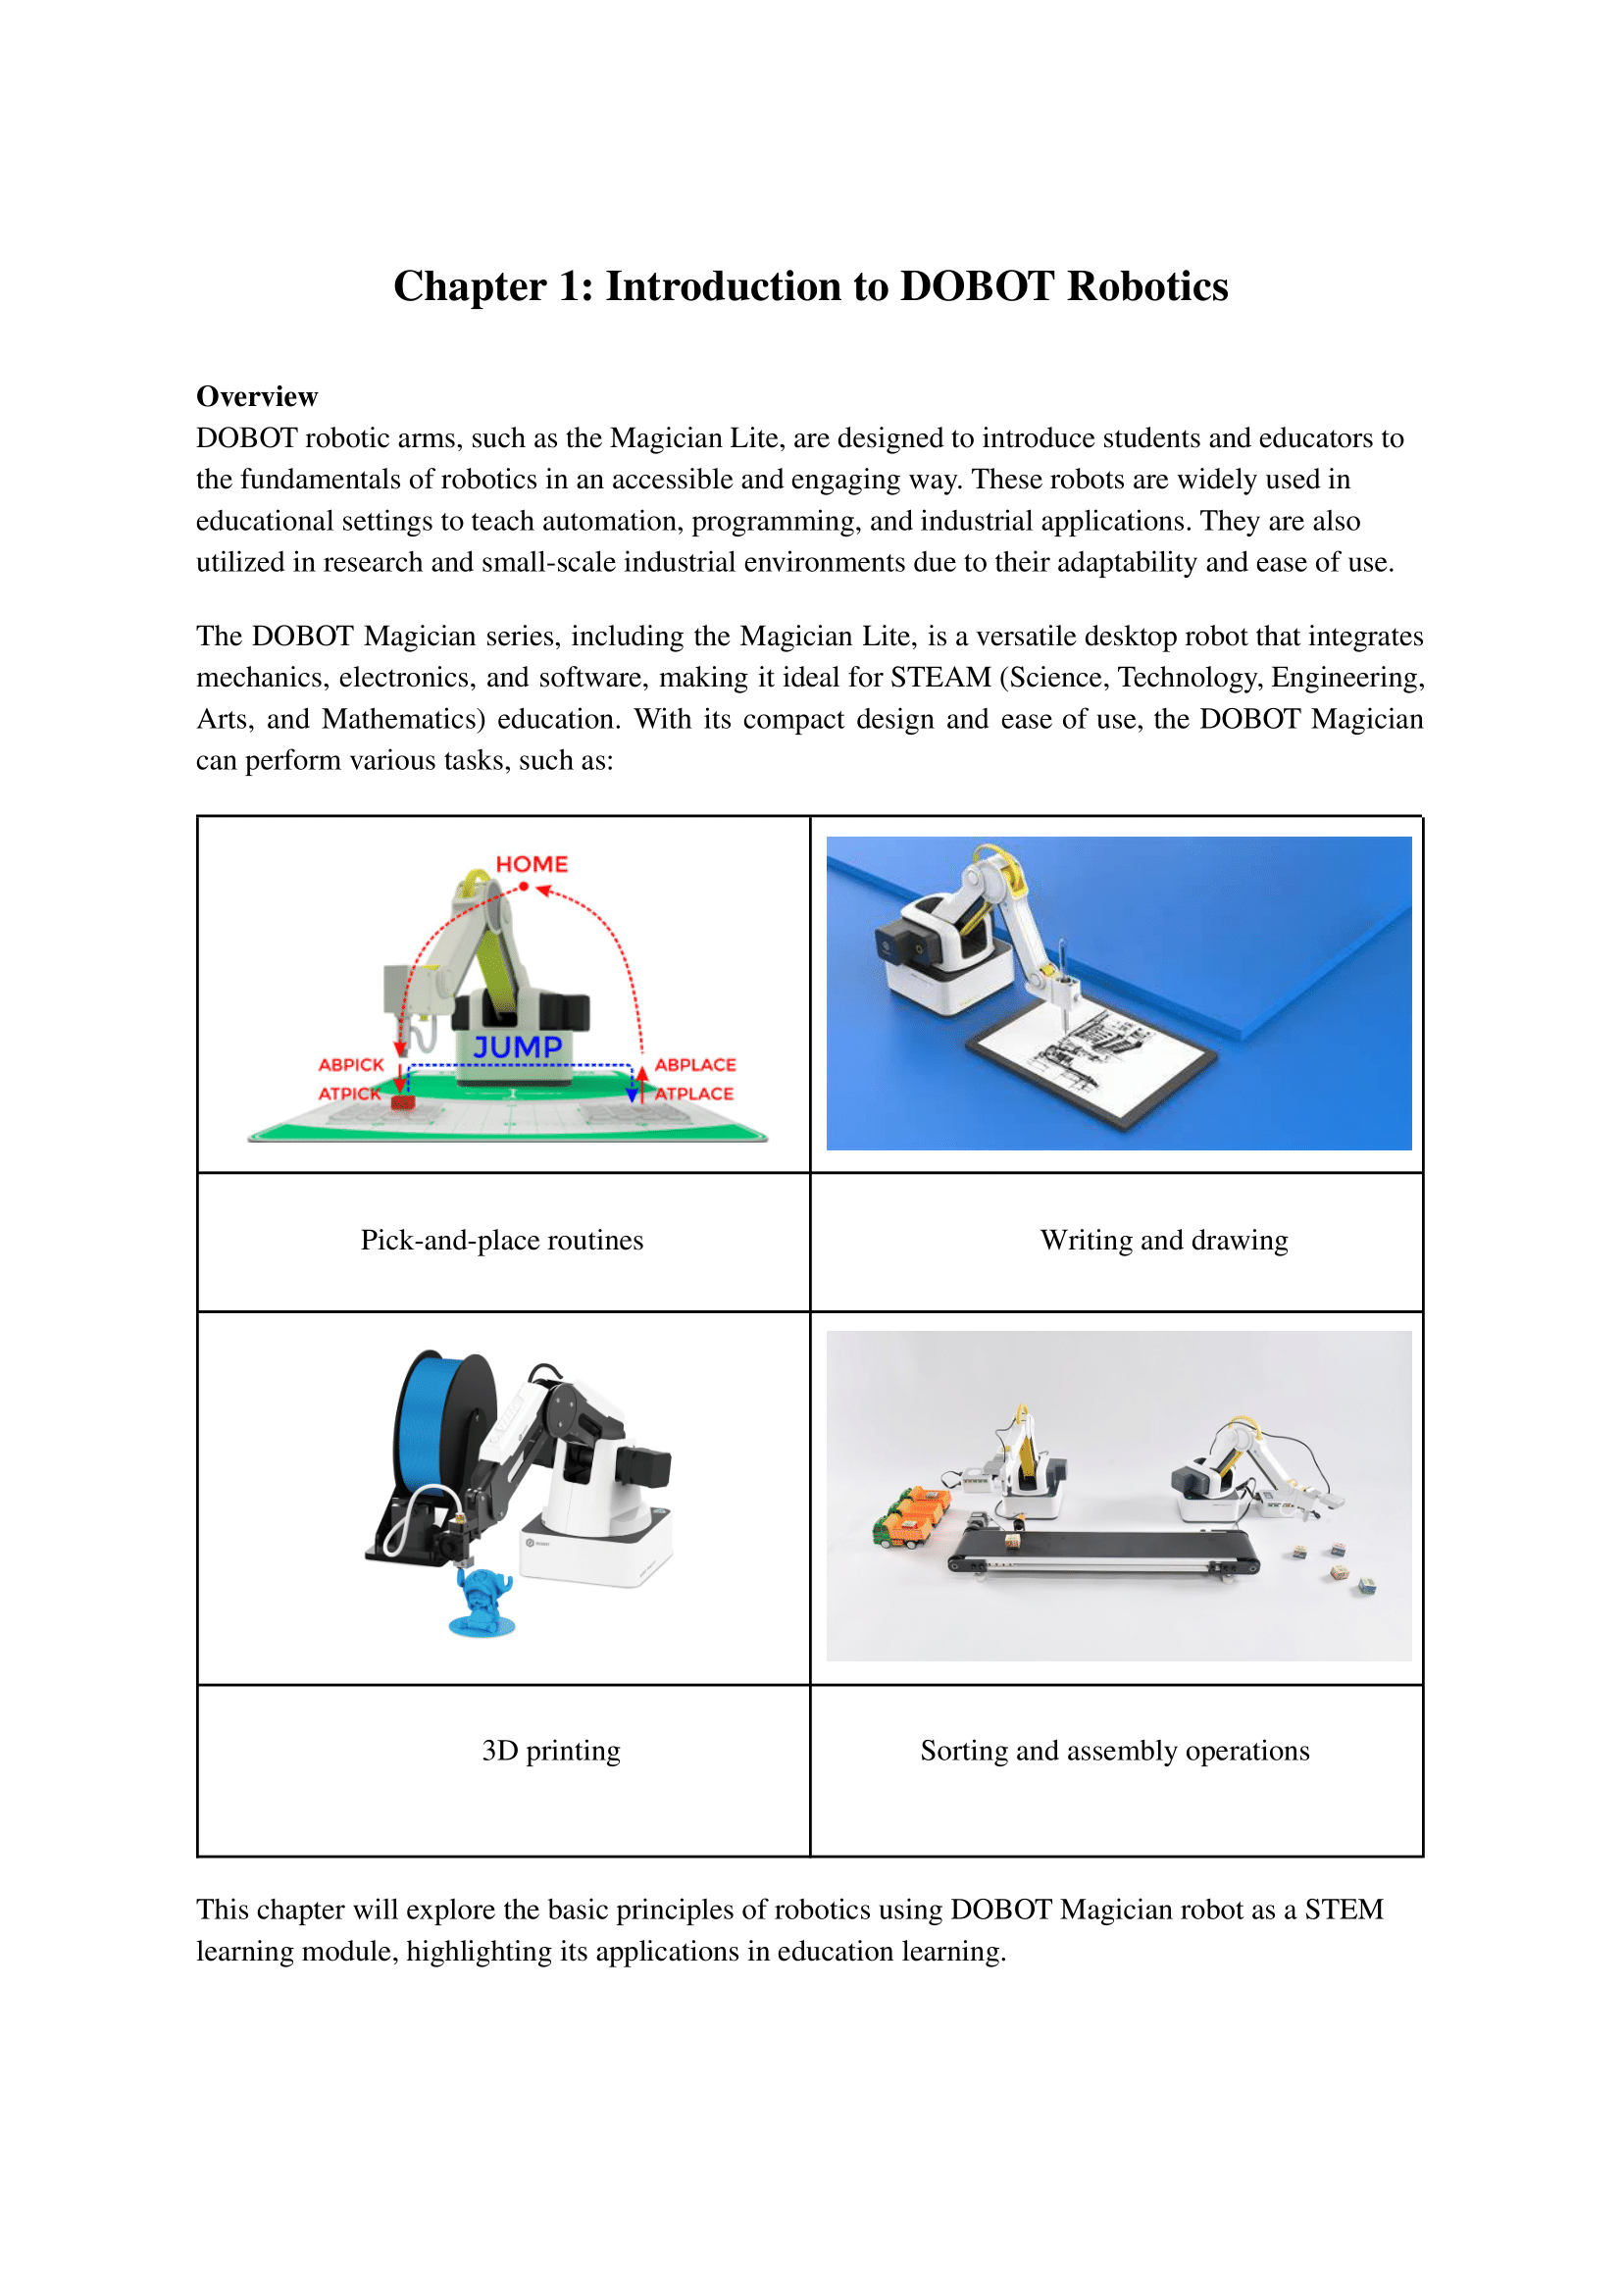 Chapter 1: Introduction to DOBOT Robotics
Overview
DOBOT robotic arms, such as the Magician Lite, are designed to introduce students and educators to
the fundamentals of robotics in an accessible and engaging way. These robots are widely used in
educational settings to teach automation, programming, and industrial applications. They are also
utilized in research and small-scale industrial environments due to their adaptability and ease of use.
The DOBOT Magician series, including the Magician Lite, is a versatile desktop robot that integrates
mechanics, electronics, and software, making it ideal for STEAM (Science, Technology, Engineering,
Arts, and Mathematics) education. With its compact design and ease of use, the DOBOT Magician
can perform various tasks, such as:
HOME
JUMP
ABPICK
ABPLACE
ATPICK
ATPLACE
Pick-and-place routines
Writing and drawing
3D printing
Sorting and assembly operations
This chapter will explore the basic principles of robotics using DOBOT Magician robot as a STEM
learning module, highlighting its applications in education learning.